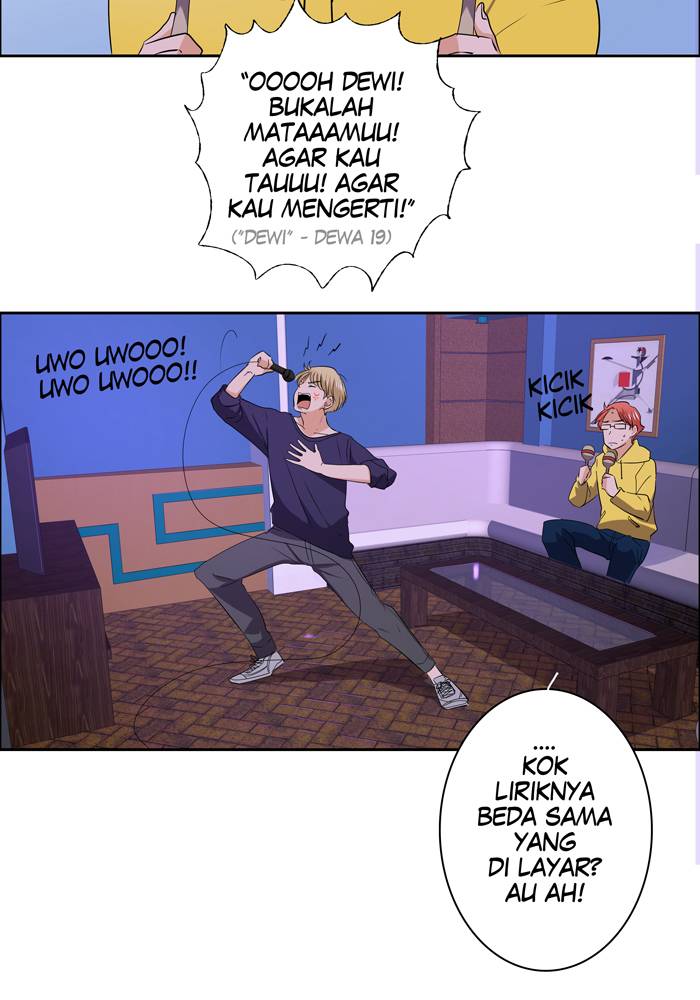 "OOOOH DEWI!
BUKALAH
MATAAAMUU!
AGAR KAU
TAUUU! AGAR
KAU MENGERTI!"
("DEWI" - DEWA 19)
UWO UWOOO!
UWO UWOOO!!
KICIK
KICIK
....
KOK
LIRIKNYA
BEDA SAMA
YANG
DI LAYAR?
AU AH!